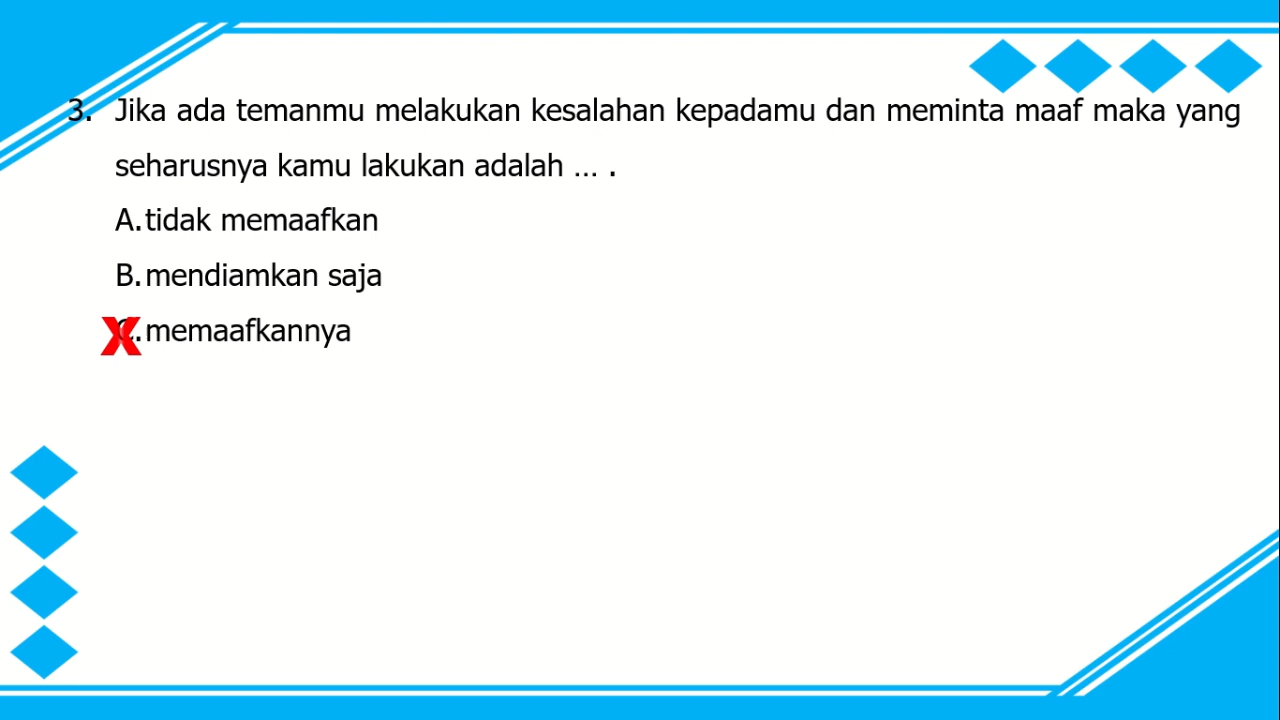 3. Jika ada temanmu melakukan kesalahan kepadamu dan meminta maaf maka yang
seharusnya kamu lakukan adalah ... .
A. tidak memaafkan
B. mendiamkan saja
C. memaafkannya